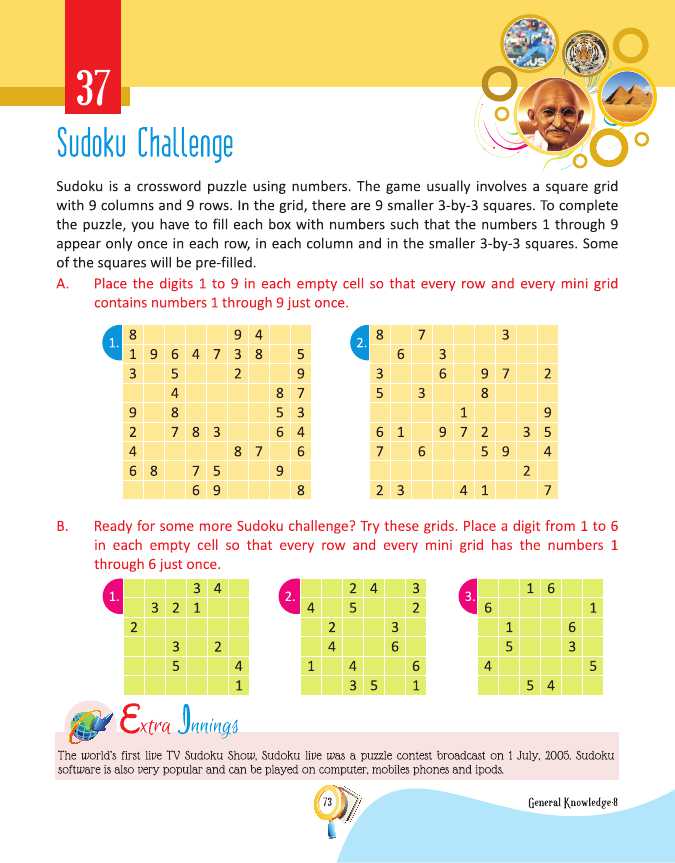 37
Sudoku Challenge
Sudoku is a crossword puzzle using numbers. The game usually involves a square grid
with 9 columns and 9 rows. In the grid, there are 9 smaller 3-by-3 squares. To complete
the puzzle, you have to fill each box with numbers such that the numbers 1 through 9
appear only once in each row, in each column and in the smaller 3-by-3 squares. Some
of the squares will be pre-filled.
A. Place the digits 1 to 9 in each empty cell so that every row and every mini grid
contains numbers 1 through 9 just once.
1.
8 9 4
1 9 6 4 7 3 8 5
3 5 2 9
4 8 7
9 8 5 3
2 7 8 3 6 4
4 8 7 6
6 8 7 5 9
6 9 8
2.
8 7 3
6 3
3 6 9 7 2
5 3 8
1 9
6 1 9 7 2 3 5
7 6 5 9 4
2
2 3 4 1 7
B. Ready for some more Sudoku challenge? Try these grids. Place a digit from 1 to 6
in each empty cell so that every row and every mini grid has the numbers 1
through 6 just once.
1.
3 4
3 2 1
2
3 2
5 4
1
2.
2 4 3
4 5 2
2 3
4 6
1 4 6
3 5 1
3.
1 6
6 1
1 6
5 3
4 5
5 4
Extra Innings
The world's first live TV Sudoku Show, Sudoku live was a puzzle contest broadcast on 1 July, 2005. Sudoku
software is also very popular and can be played on computer, mobiles phones and ipods.
73
General Knowledge-8